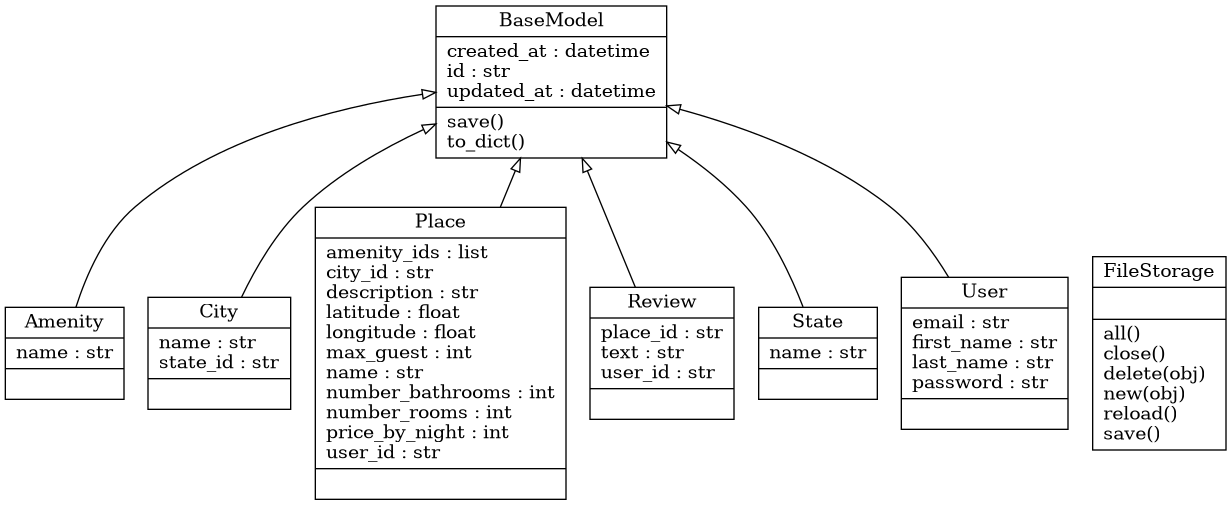 BaseModel
created_at : datetime
id : str
updated_at : datetime
save()
to_dict()
Amenity
name : str
City
name : str
state_id : str
Place
amenity_ids : list
city_id : str
description : str
latitude : float
longitude : float
max_guest : int
name : str
number_bathrooms : int
number_rooms : int
price_by_night : int
user_id : str
Review
place_id : str
text : str
user_id : str
State
name : str
User
email : str
first_name : str
last_name : str
password : str
FileStorage
all()
close()
delete(obj)
new(obj)
reload()
save()